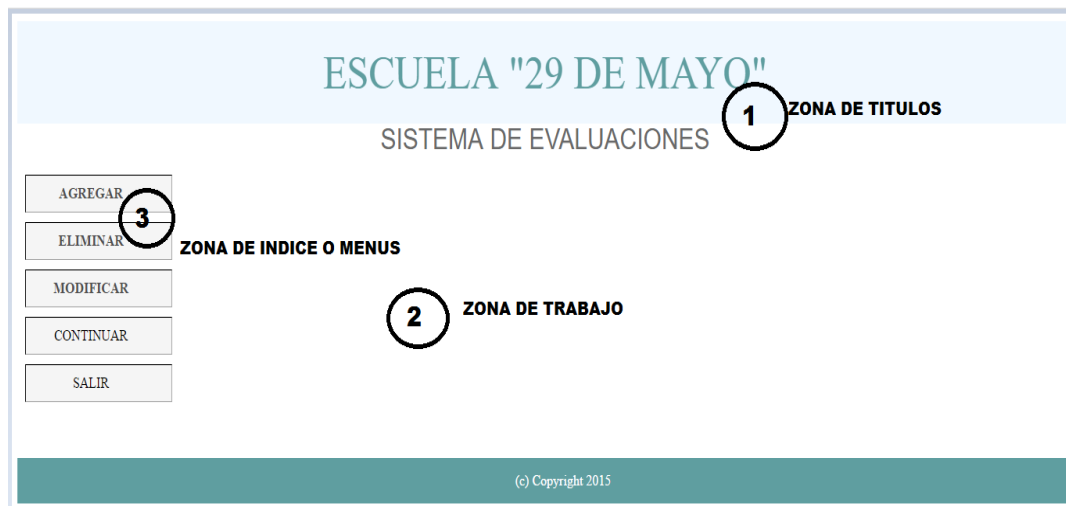 ESCUELA "29 DE MAYO"
1
ZONA DE TITULOS
SISTEMA DE EVALUACIONES
AGREGAR
3
ELIMINAR
ZONA DE INDICE O MENUS
MODIFICAR
2
ZONA DE TRABAJO
CONTINUAR
SALIR
(c) Copyright 2015